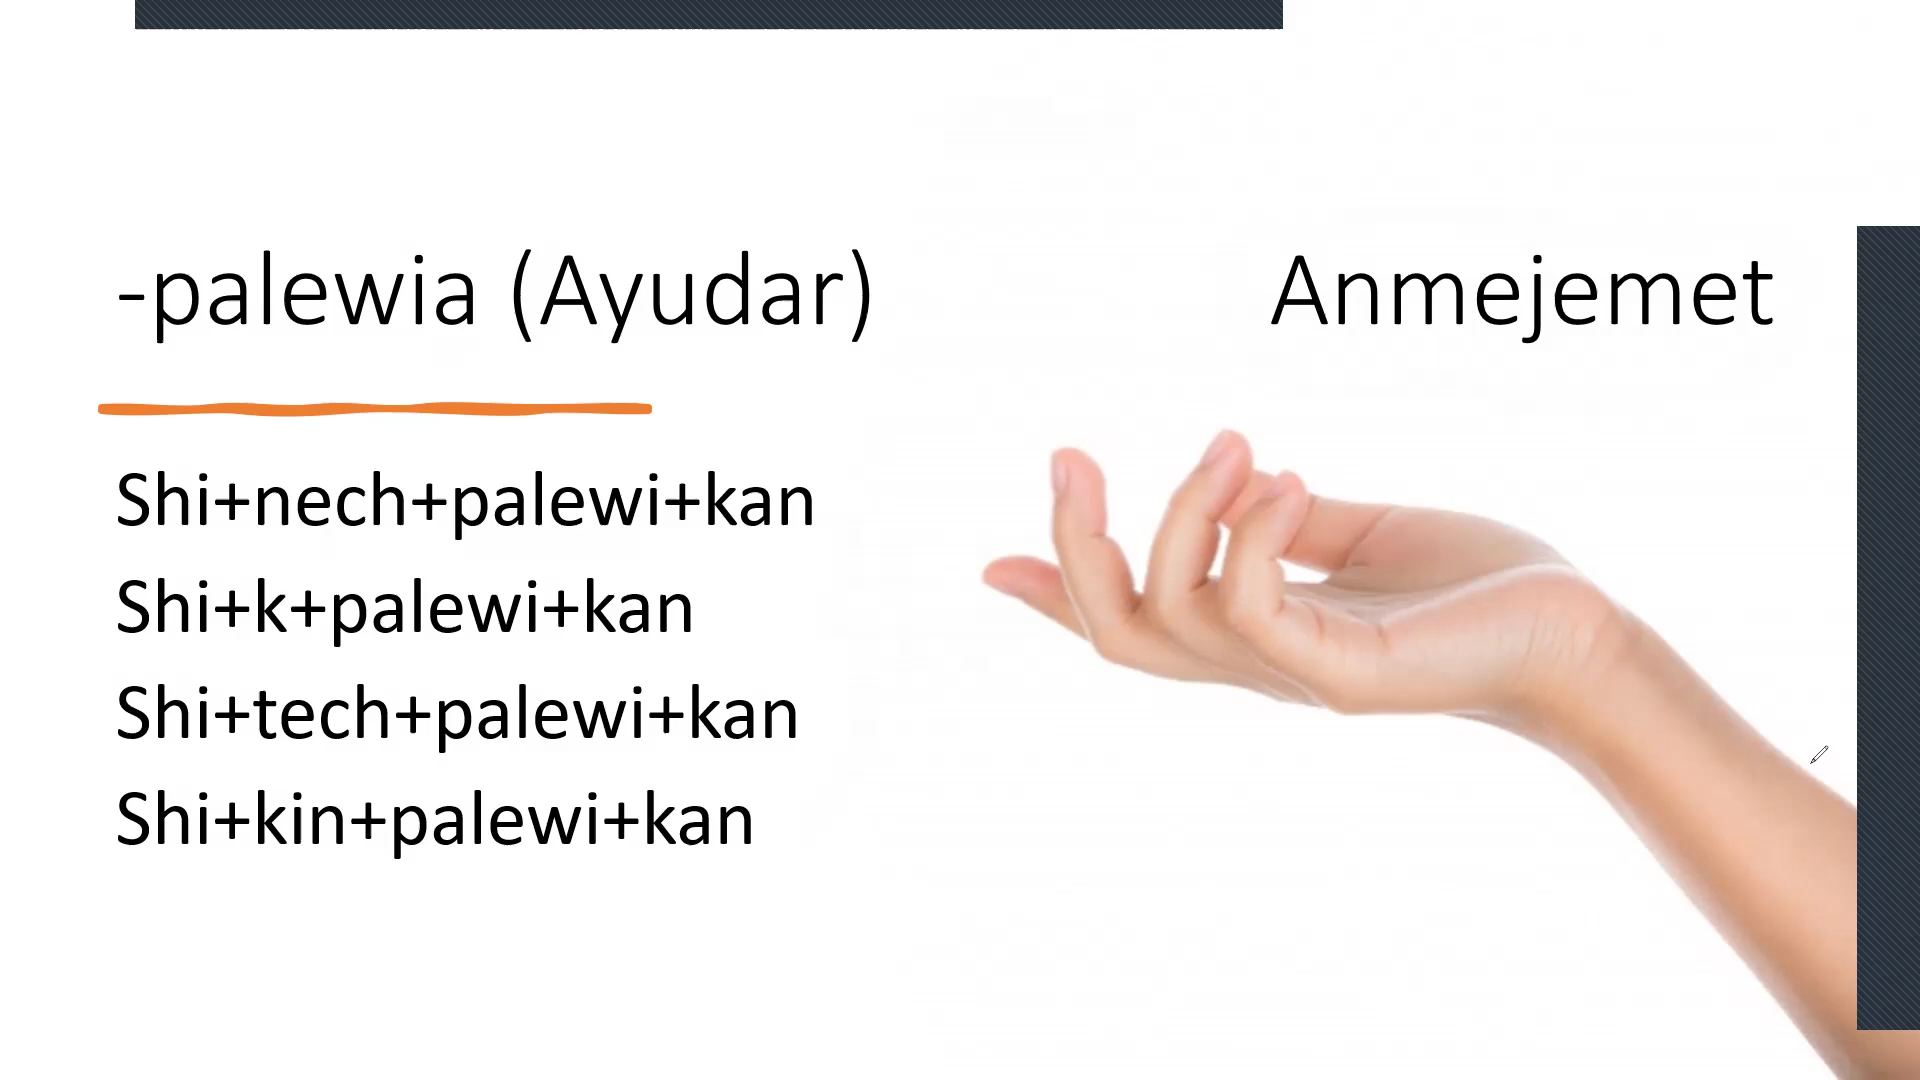 -palewia (Ayudar)
Anmejemet
Shi+nech+palewi+kan
Shi+k+palewi+kan
Shi+tech+palewi+kan
Shi+kin+palewi+kan